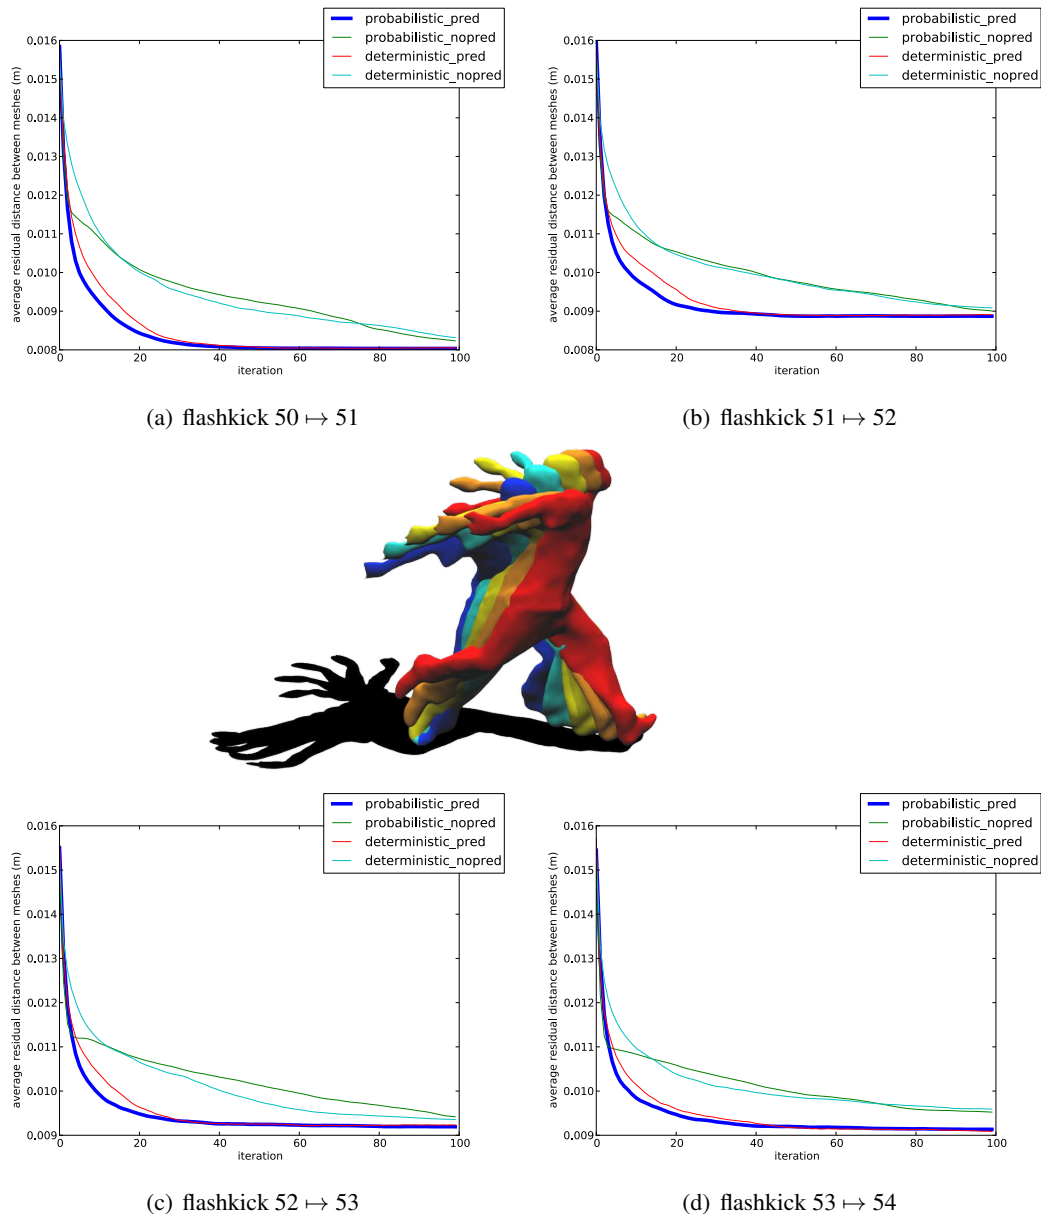 probabilistic_pred
probabilistic_nopred
deterministic_pred
deterministic_nopred
average residual distance between meshes (m)
0.016
0.015
0.014
0.013
0.012
0.011
0.010
0.009
0.008
0 20 40 60 80 100
iteration
(a) flashkick 50 ↦ 51
probabilistic_pred
probabilistic_nopred
deterministic_pred
deterministic_nopred
average residual distance between meshes (m)
0.016
0.015
0.014
0.013
0.012
0.011
0.010
0.009
0.008
0 20 40 60 80 100
iteration
(b) flashkick 51 ↦ 52
probabilistic_pred
probabilistic_nopred
deterministic_pred
deterministic_nopred
average residual distance between meshes (m)
0.016
0.015
0.014
0.013
0.012
0.011
0.010
0.009
0 20 40 60 80 100
iteration
(c) flashkick 52 ↦ 53
probabilistic_pred
probabilistic_nopred
deterministic_pred
deterministic_nopred
average residual distance between meshes (m)
0.016
0.015
0.014
0.013
0.012
0.011
0.010
0.009
0 20 40 60 80 100
iteration
(d) flashkick 53 ↦ 54